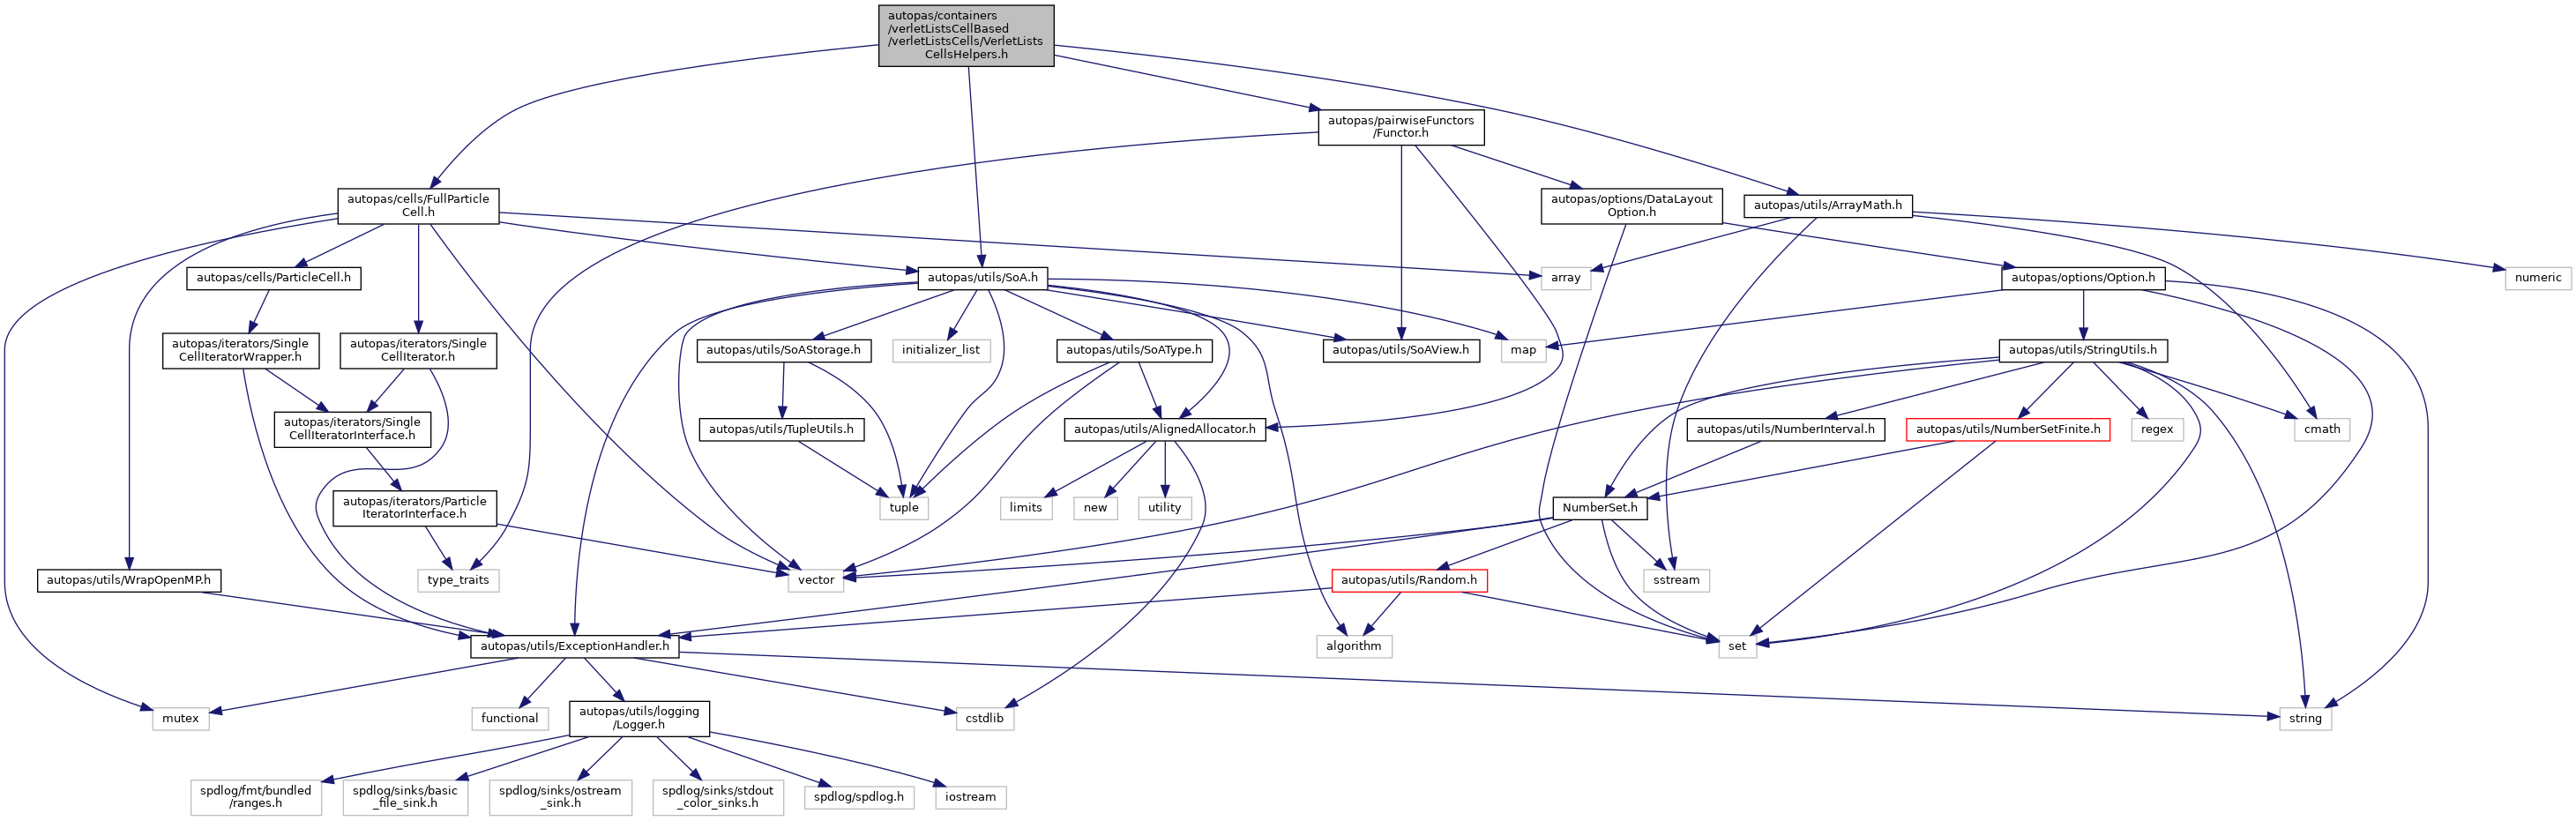 autopas/containers
/verletListsCellBased
/verletListsCells/VerletLists
CellsHelpers.h
autopas/pairwiseFunctors
/Functor.h
autopas/cells/FullParticle
Cell.h
autopas/options/DataLayout
Option.h
autopas/utils/ArrayMath.h
autopas/cells/ParticleCell.h
autopas/utils/SoA.h
array
autopas/options/Option.h
numeric
autopas/iterators/Single
CellIteratorWrapper.h
autopas/iterators/Single
CellIterator.h
autopas/utils/SoAStorage.h
initializer_list
autopas/utils/SoAType.h
autopas/utils/SoAView.h
map
autopas/utils/StringUtils.h
autopas/iterators/Single
CellIteratorInterface.h
autopas/utils/TupleUtils.h
autopas/utils/AlignedAllocator.h
autopas/utils/NumberInterval.h
autopas/utils/NumberSetFinite.h
regex
cmath
autopas/iterators/Particle
IteratorInterface.h
tuple
limits
new
utility
NumberSet.h
autopas/utils/WrapOpenMP.h
type_traits
vector
autopas/utils/Random.h
sstream
autopas/utils/ExceptionHandler.h
algorithm
set
mutex
functional
autopas/utils/logging
/Logger.h
cstdlib
string
spdlog/fmt/bundled
/ranges.h
spdlog/sinks/basic
_file_sink.h
spdlog/sinks/ostream
_sink.h
spdlog/sinks/stdout
_color_sinks.h
spdlog/spdlog.h
iostream